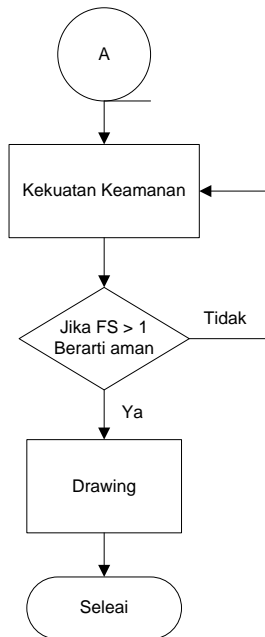 A
Kekuatan Keamanan
Jika FS > 1
Berarti aman
Tidak
Ya
Drawing
Seleai